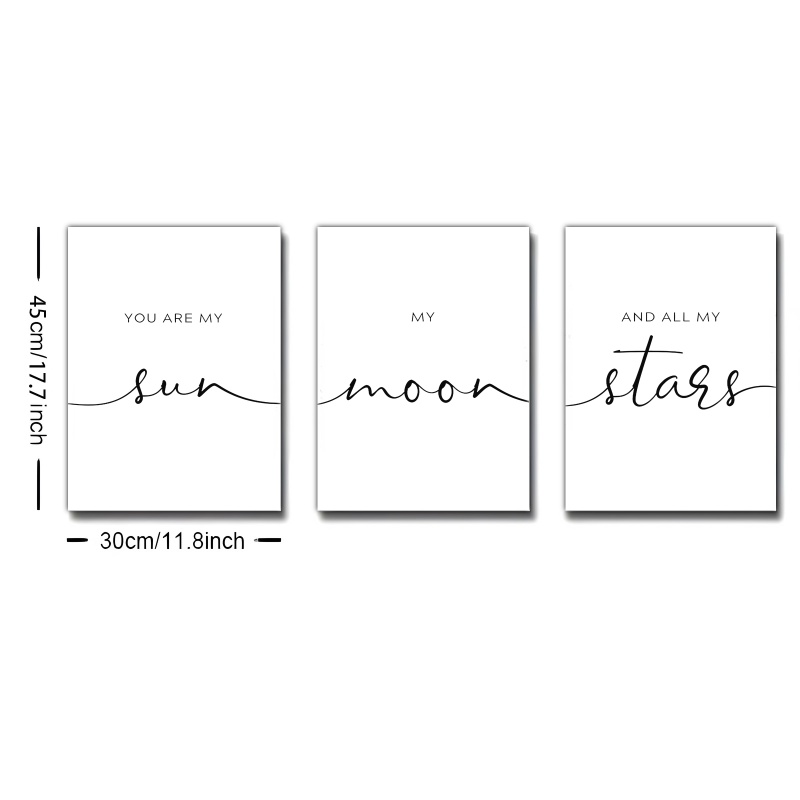 45cm/17.7inch
YOU ARE MY
sun
MY
moon
AND ALL MY
stars
30cm/11.8inch